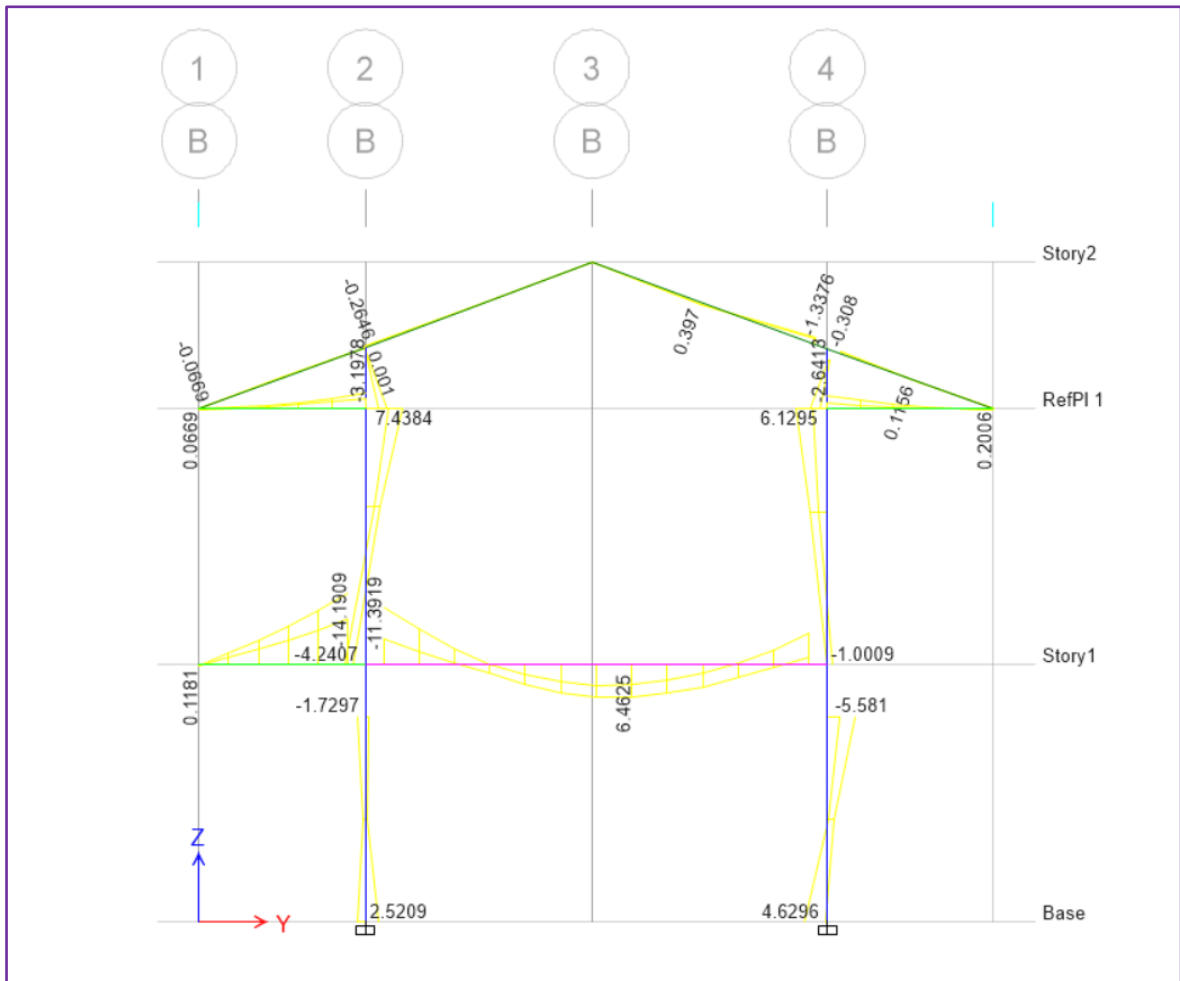 1
2
3
4
B
B
B
B
Story2
-0.2646
-1.3376
-0.308
-0.0669
-3.1978
0.001
0.397
-2.6413
RefPl 1
0.0669
7.4384
6.1295
0.1156
0.2006
-14.1909
-11.3919
-4.2407
-1.0009
Story1
0.1181
-1.7297
6.4625
-5.581
Z
Y
2.5209
4.6296
Base